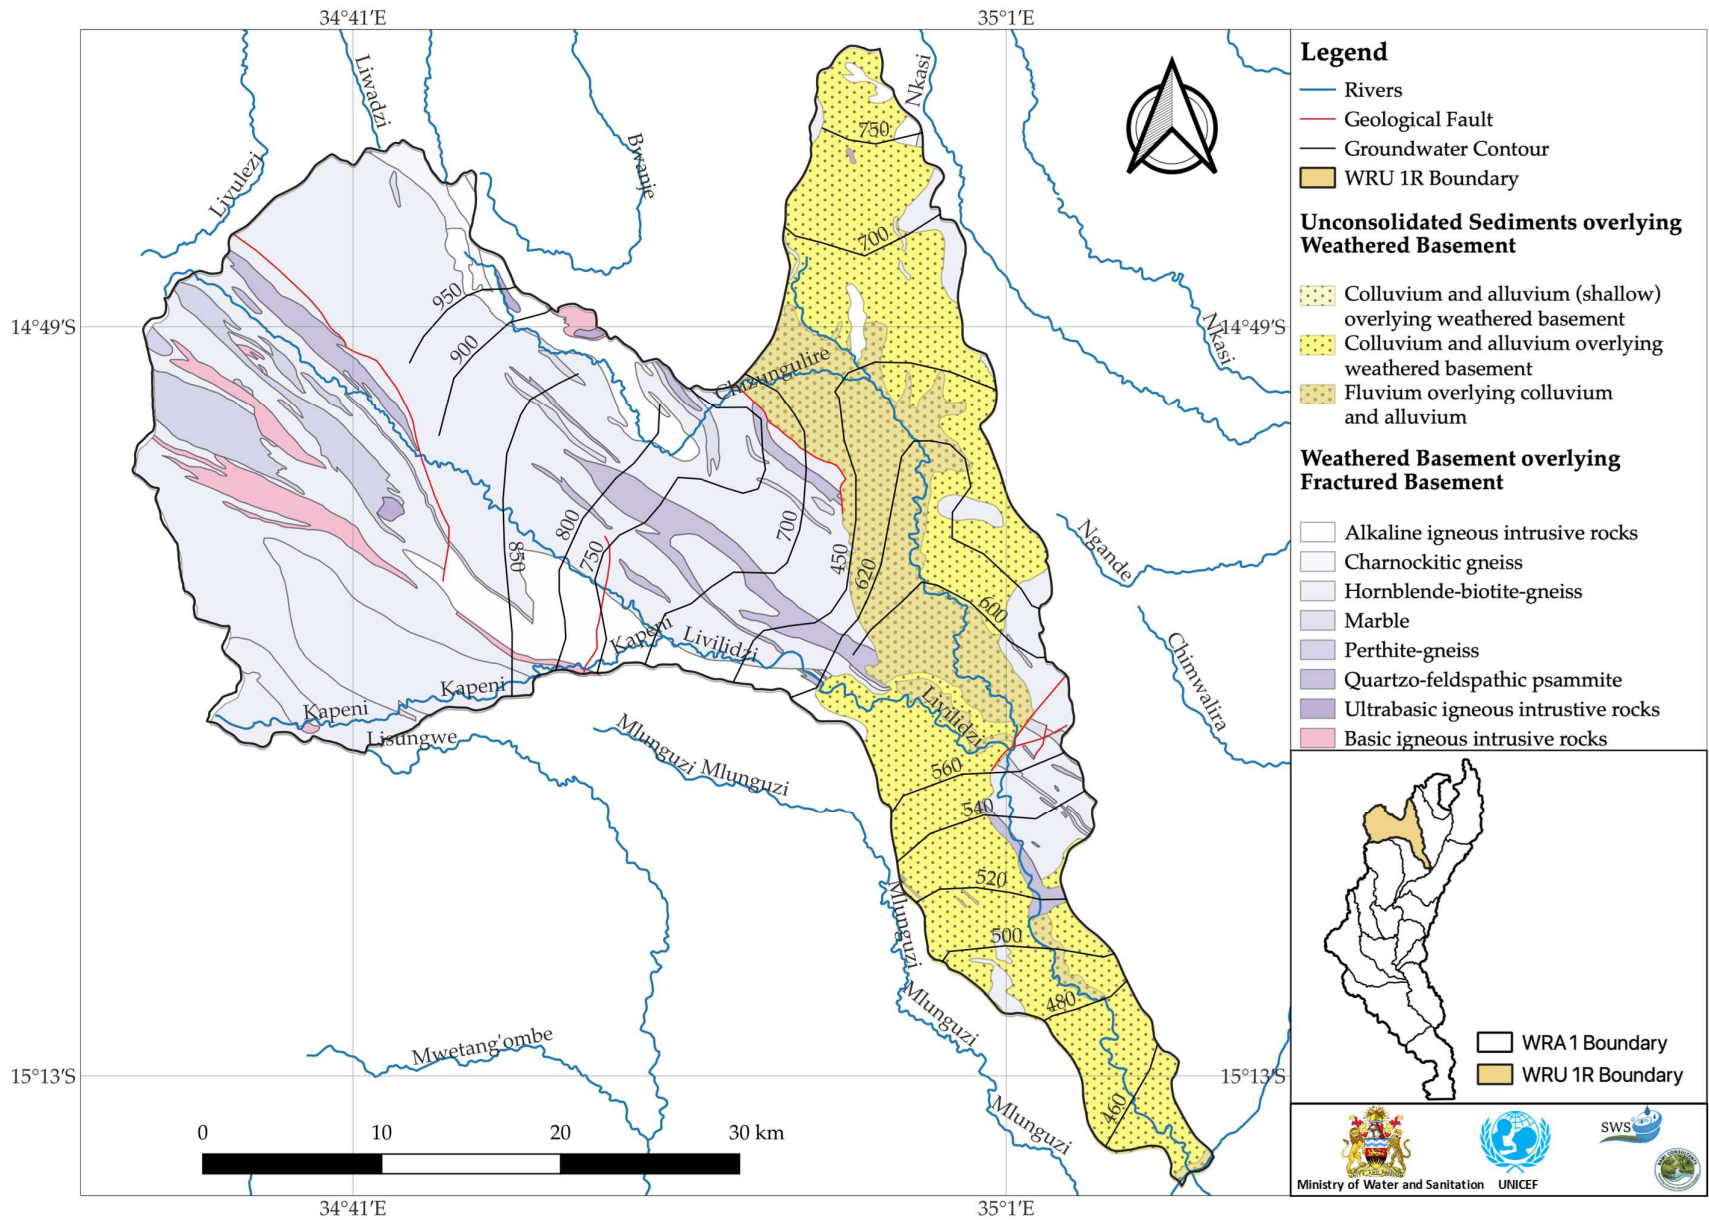 34°41′E
35°1′E
Liwadzi
Nkasi
Livulezi
Bwanje
750
700
950
900
14°49′S
14°49′S
Nkasi
Chizungulire
800
850
750
700
450
620
600
Ngande
Kapeni
Livilidzi
Chimwalira
Kapeni
Kapeni
Lisungwe
Livilidzi
Mlunguzi
Mlunguzi
560
540
520
Mlunguzi
500
480
Mlunguzi
Mwetang'ombe
15°13′S
15°13′S
460
Mlunguzi
0 10 20 30 km
34°41′E
35°1′E
Legend
Rivers
Geological Fault
Groundwater Contour
WRU 1R Boundary
Unconsolidated Sediments overlying
Weathered Basement
Colluvium and alluvium (shallow)
overlying weathered basement
Colluvium and alluvium overlying
weathered basement
Fluvium overlying colluvium
and alluvium
Weathered Basement overlying
Fractured Basement
Alkaline igneous intrusive rocks
Charnockitic gneiss
Hornblende-biotite-gneiss
Marble
Perthite-gneiss
Quartzo-feldspathic psammite
Ultrabasic igneous intrustive rocks
Basic igneous intrusive rocks
WRA 1 Boundary
WRU 1R Boundary
SWS
Ministry of Water and Sanitation
UNICEF